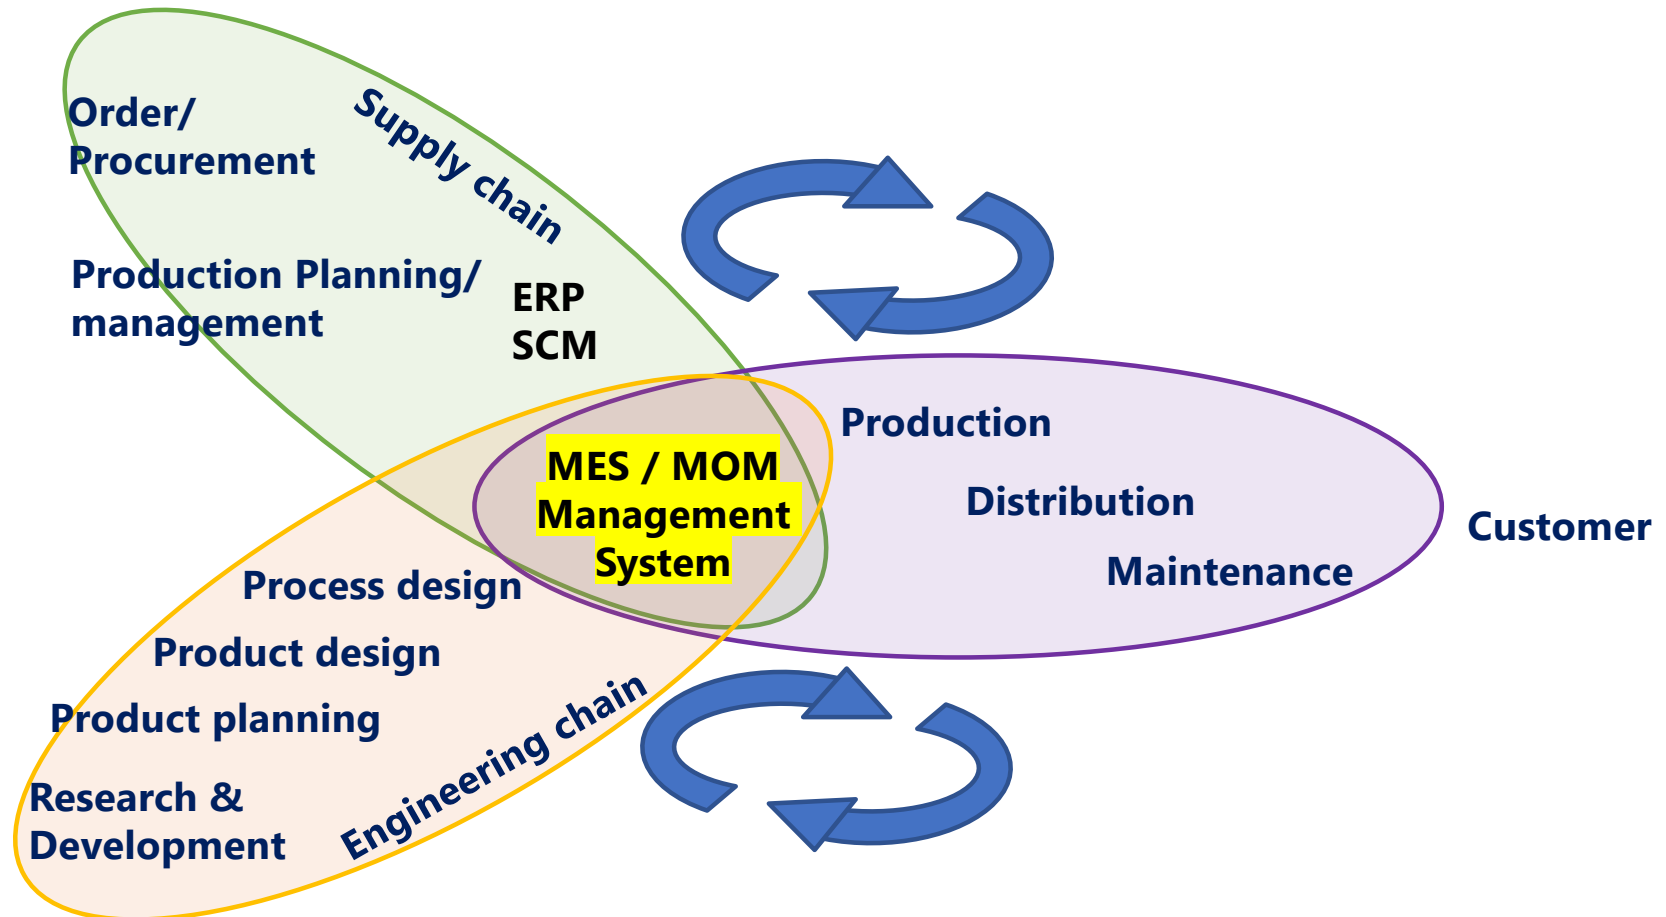 Order/
Procurement
Supply chain
Production Planning/
management
ERP
SCM
MES / MOM
Management
System
Production
Distribution
Maintenance
Customer
Process design
Product design
Product planning
Research &
Development
Engineering chain